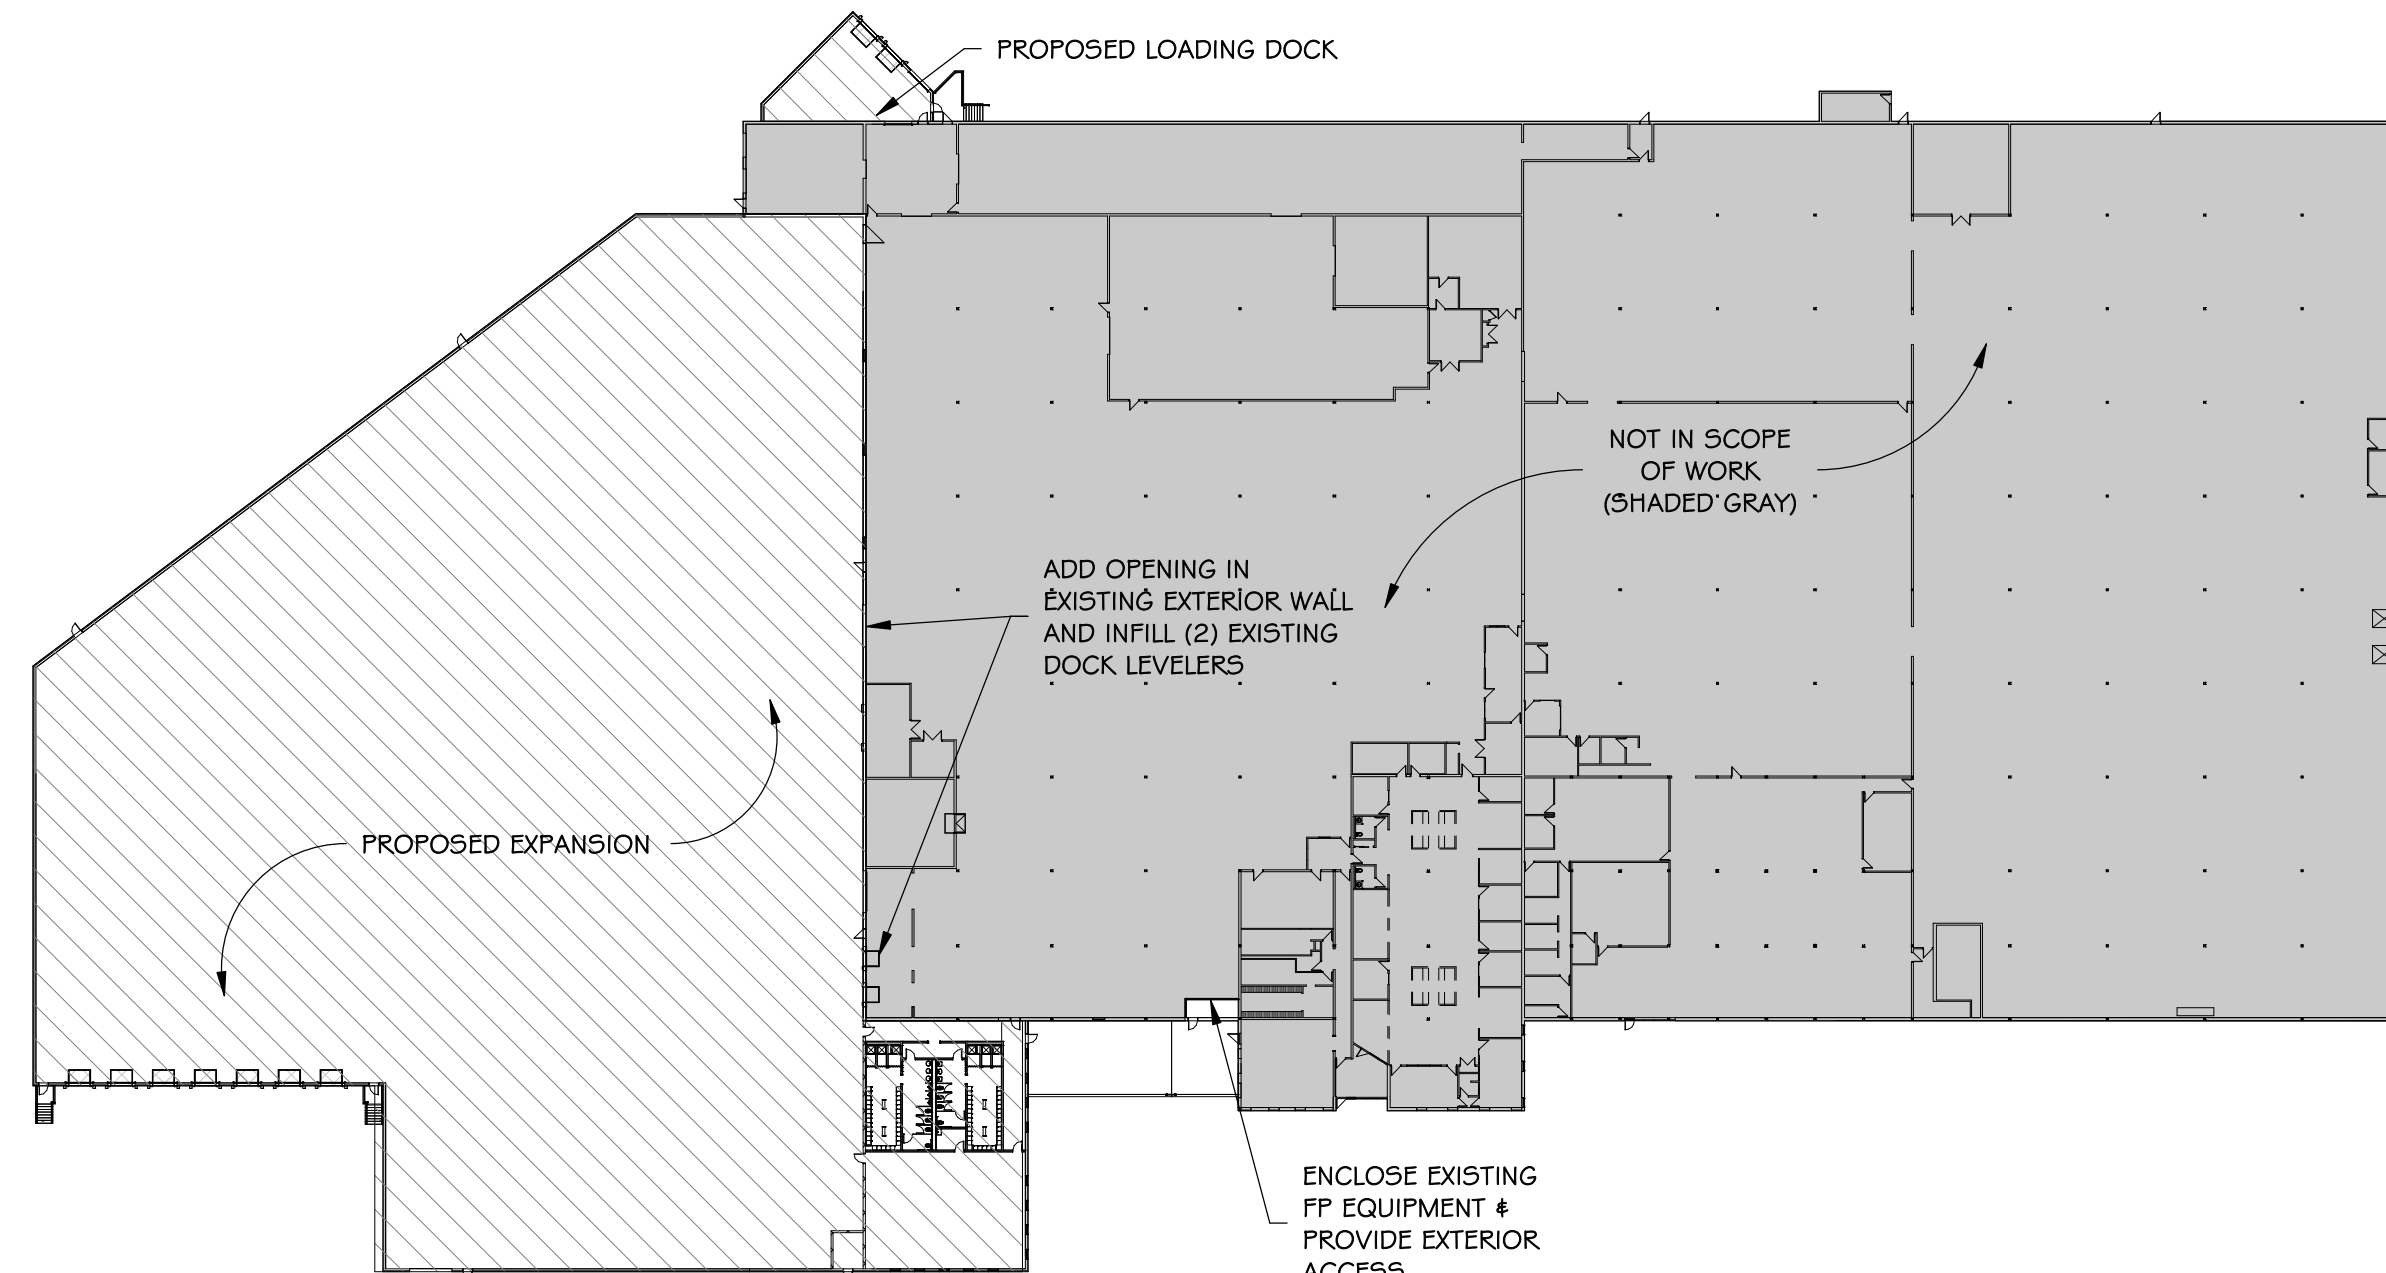 PROPOSED LOADING DOCK
NOT IN SCOPE
OF WORK
(SHADED GRAY)
ADD OPENING IN
EXISTING EXTERIOR WALL
AND INFILL (2) EXISTING
DOCK LEVELERS
PROPOSED EXPANSION
ENCLOSE EXISTING
FP EQUIPMENT &
PROVIDE EXTERIOR
ACCESS